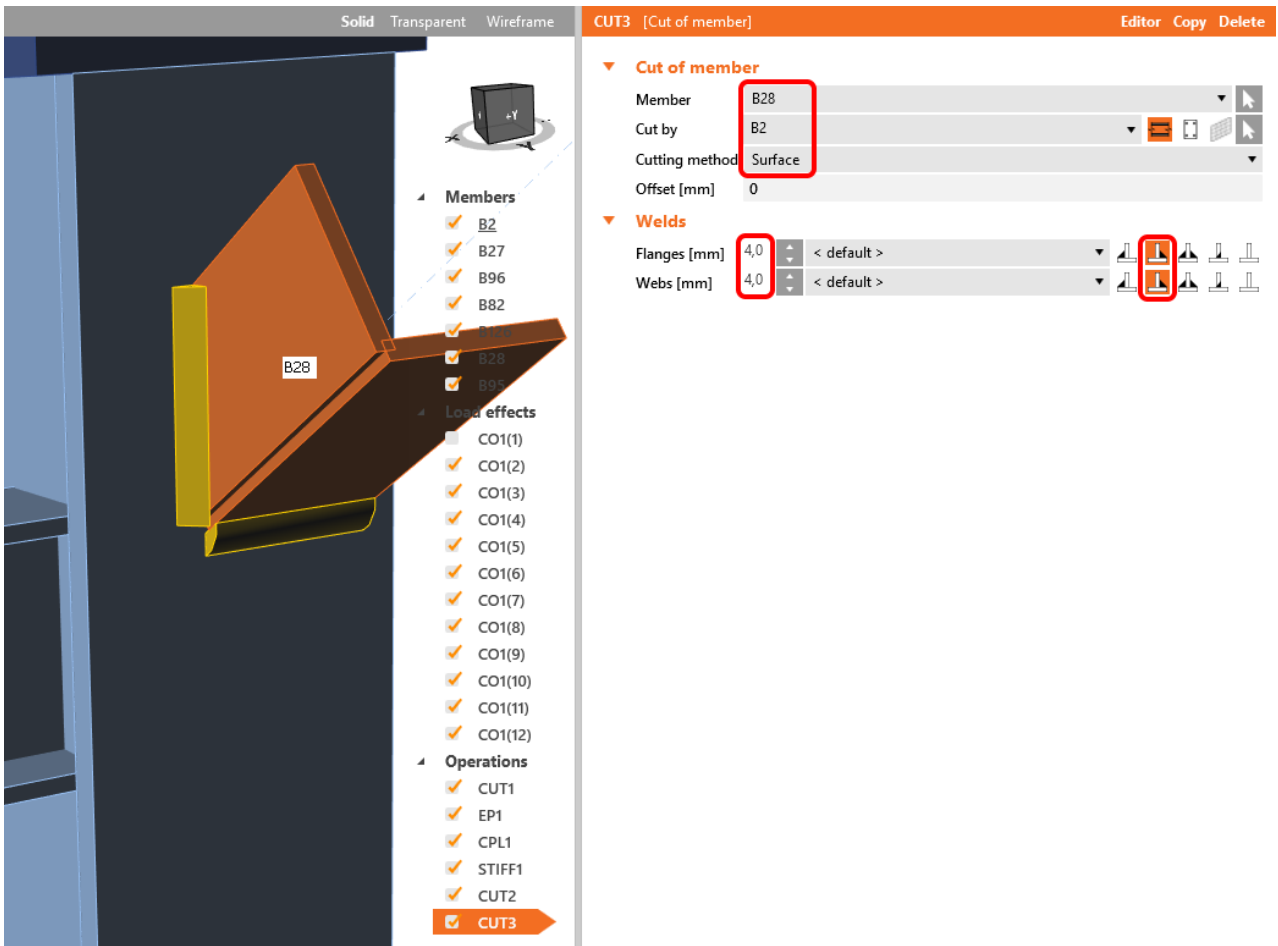 Solid Transparent Wireframe
+Y
B28
Members
B2
B27
B96
B82
B126
B28
B95
Load effects
CO1(1)
CO1(2)
CO1(3)
CO1(4)
CO1(5)
CO1(6)
CO1(7)
CO1(8)
CO1(9)
CO1(10)
CO1(11)
CO1(12)
Operations
CUT1
EP1
CPL1
STIFF1
CUT2
CUT3
CUT3 [Cut of member] Editor Copy Delete
Cut of member
Member B28
Cut by B2
Cutting method Surface
Offset [mm] 0
Welds
Flanges [mm] 4,0 < default >
Webs [mm] 4,0 < default >